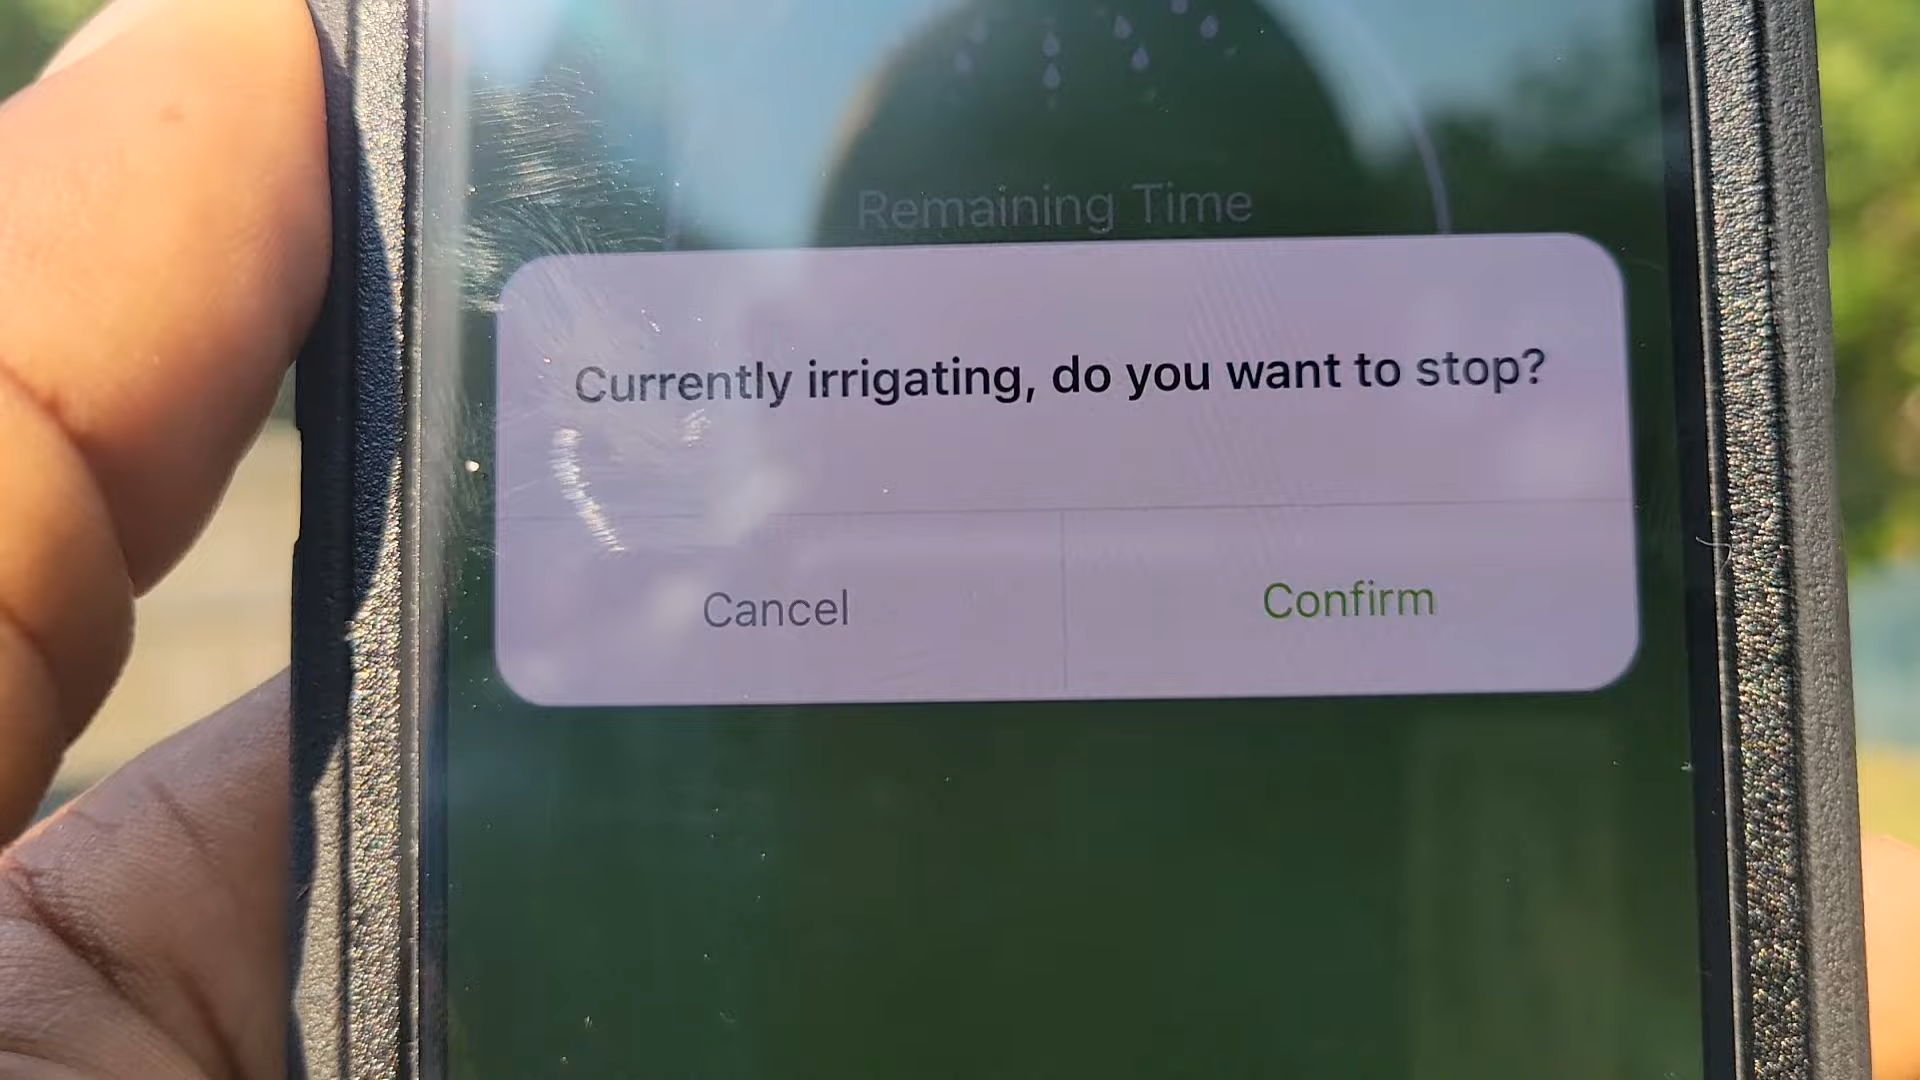 Remaining Time
Currently irrigating, do you want to stop?
Cancel
Confirm